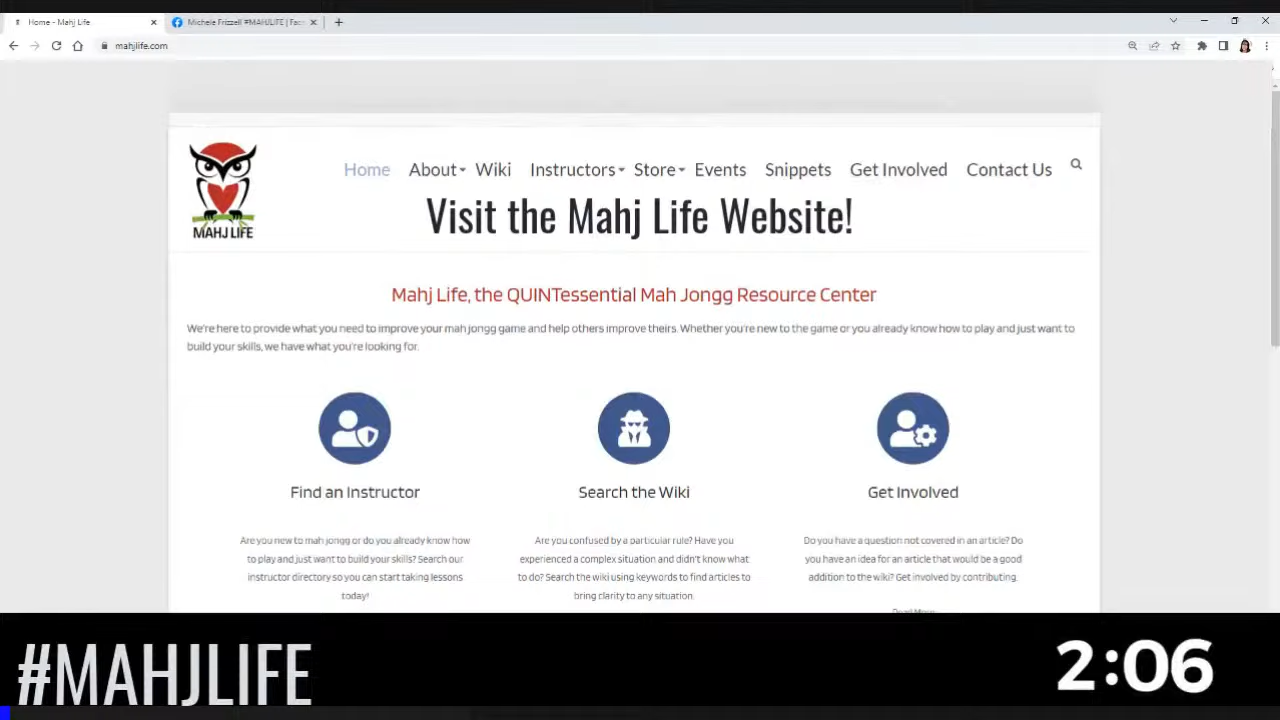 Home - Mahj Life
Michele Frizzell #MAHJLIFE | Fac
mahjlife.com
MAHJ LIFE
Home About Wiki Instructors Store Events Snippets Get Involved Contact Us
Visit the Mahj Life Website!
Mahj Life, the QUINTessential Mah Jongg Resource Center
We're here to provide what you need to improve your mah jongg game and help others improve theirs. Whether you're new to the game or you already know how to play and just want to
build your skills, we have what you're looking for.
Find an Instructor
Are you new to mah jongg or do you already know how
to play and just want to build your skills? Search our
instructor directory so you can start taking lessons
today!
Search the Wiki
Are you confused by a particular rule? Have you
experienced a complex situation and didn't know what
to do? Search the wiki using keywords to find articles to
bring clarity to any situation.
Get Involved
Do you have a question not covered in an article? Do
you have an idea for an article that would be a good
addition to the wiki? Get involved by contributing.
Read More
#MAHJLIFE
2:06